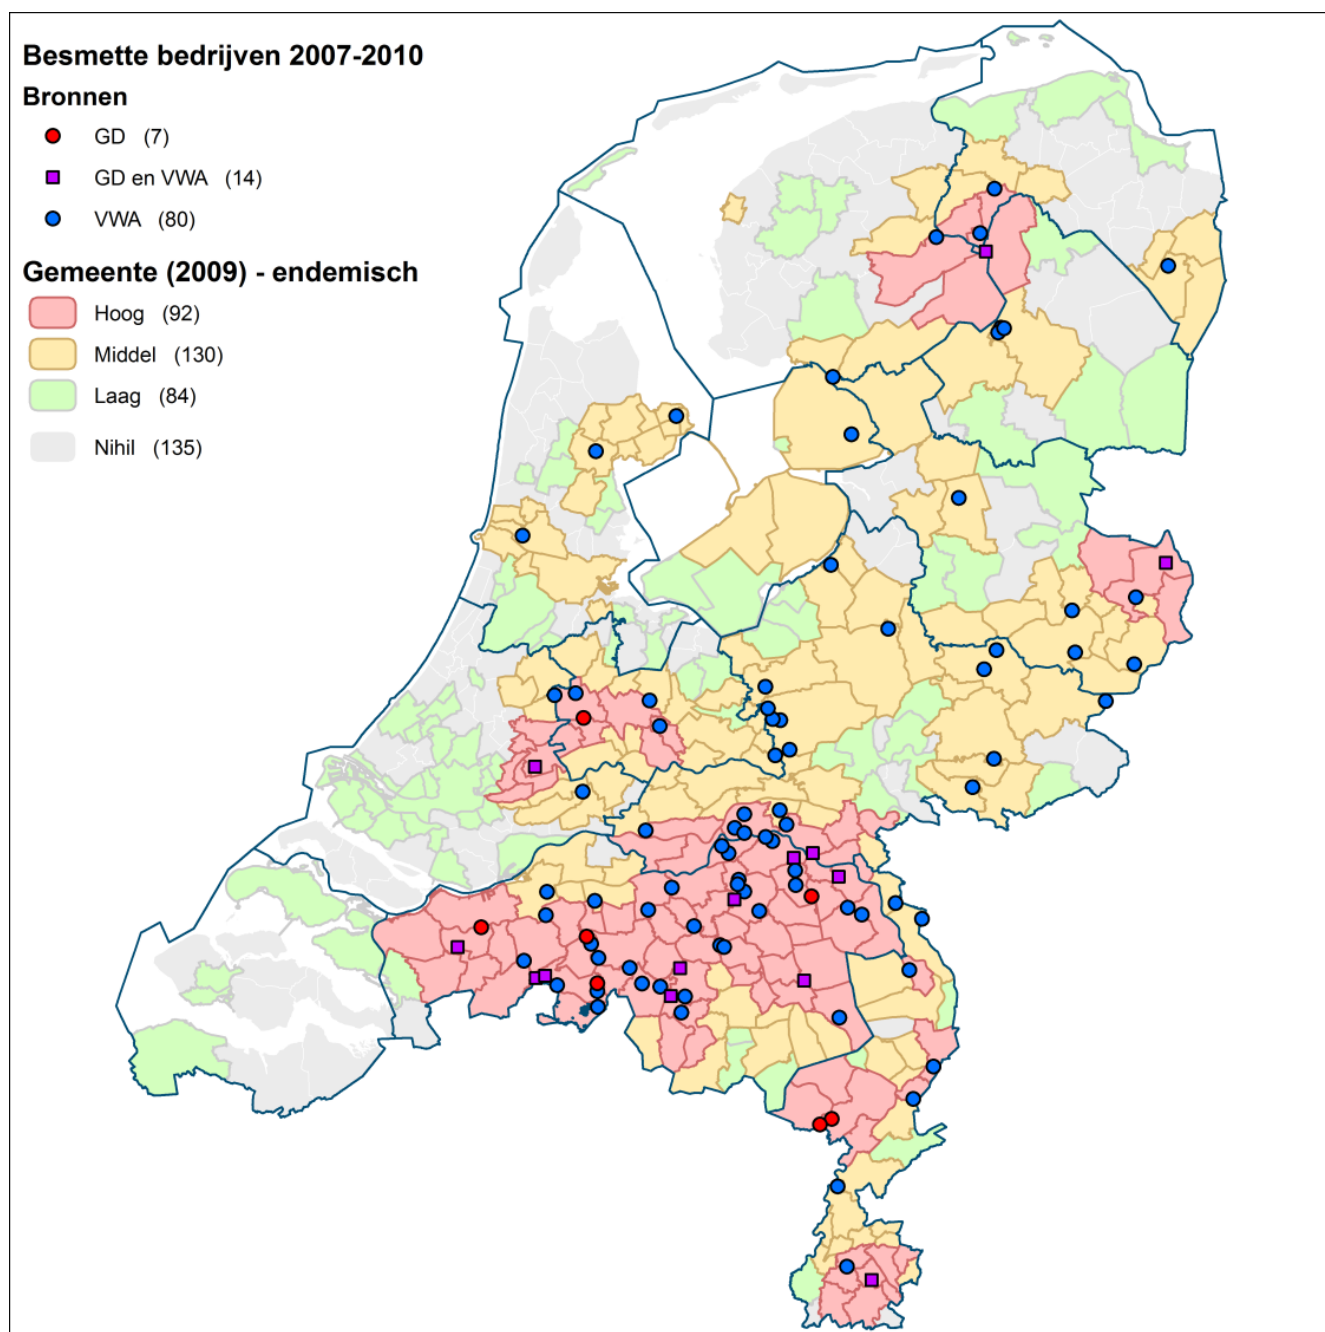 Besmette bedrijven 2007-2010
Bronnen
GD (7)
GD en VWA (14)
VWA (80)
Gemeente (2009) - endemisch
Hoog (92)
Middel (130)
Laag (84)
Nihil (135)